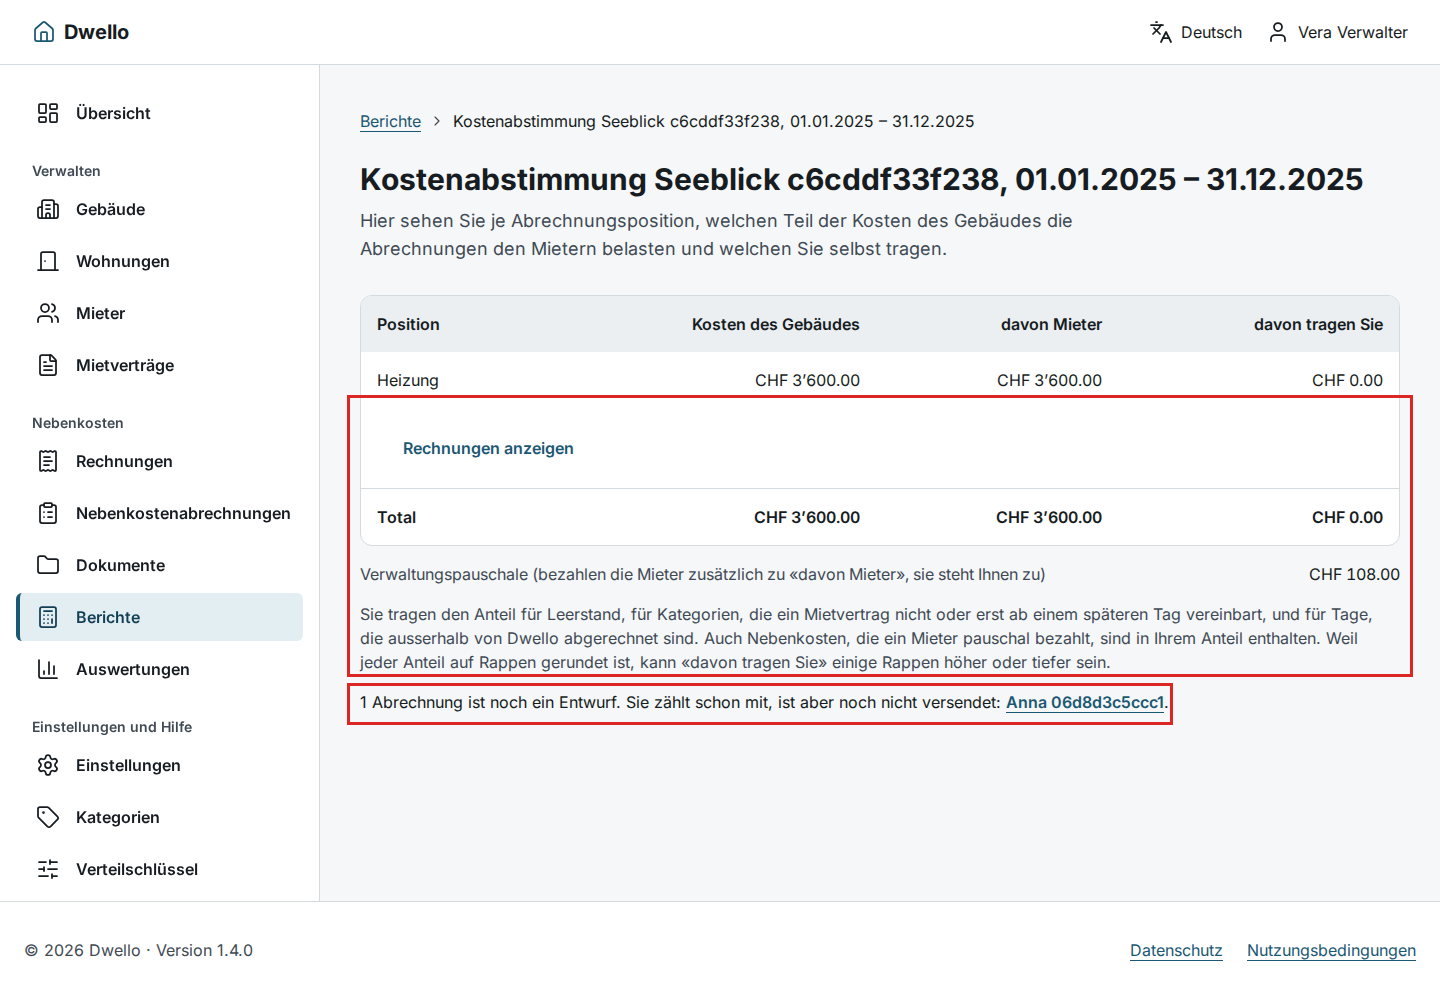 Dwello
Deutsch
Vera Verwalter
Übersicht
Verwalten
Gebäude
Wohnungen
Mieter
Mietverträge
Nebenkosten
Rechnungen
Nebenkostenabrechnungen
Dokumente
Berichte
Auswertungen
Einstellungen und Hilfe
Einstellungen
Kategorien
Verteilschlüssel
Berichte > Kostenabstimmung Seeblick c6cddf33f238, 01.01.2025 – 31.12.2025
Kostenabstimmung Seeblick c6cddf33f238, 01.01.2025 – 31.12.2025
Hier sehen Sie je Abrechnungsposition, welchen Teil der Kosten des Gebäudes die
Abrechnungen den Mietern belasten und welchen Sie selbst tragen.
Position Kosten des Gebäudes davon Mieter davon tragen Sie
Heizung CHF 3’600.00 CHF 3’600.00 CHF 0.00
Rechnungen anzeigen
Total CHF 3’600.00 CHF 3’600.00 CHF 0.00
Verwaltungspauschale (bezahlen die Mieter zusätzlich zu «davon Mieter», sie steht Ihnen zu) CHF 108.00
Sie tragen den Anteil für Leerstand, für Kategorien, die ein Mietvertrag nicht oder erst ab einem späteren Tag vereinbart, und für Tage,
die ausserhalb von Dwello abgerechnet sind. Auch Nebenkosten, die ein Mieter pauschal bezahlt, sind in Ihrem Anteil enthalten. Weil
jeder Anteil auf Rappen gerundet ist, kann «davon tragen Sie» einige Rappen höher oder tiefer sein.
1 Abrechnung ist noch ein Entwurf. Sie zählt schon mit, ist aber noch nicht versendet: Anna 06d8d3c5ccc1.
© 2026 Dwello · Version 1.4.0
Datenschutz
Nutzungsbedingungen